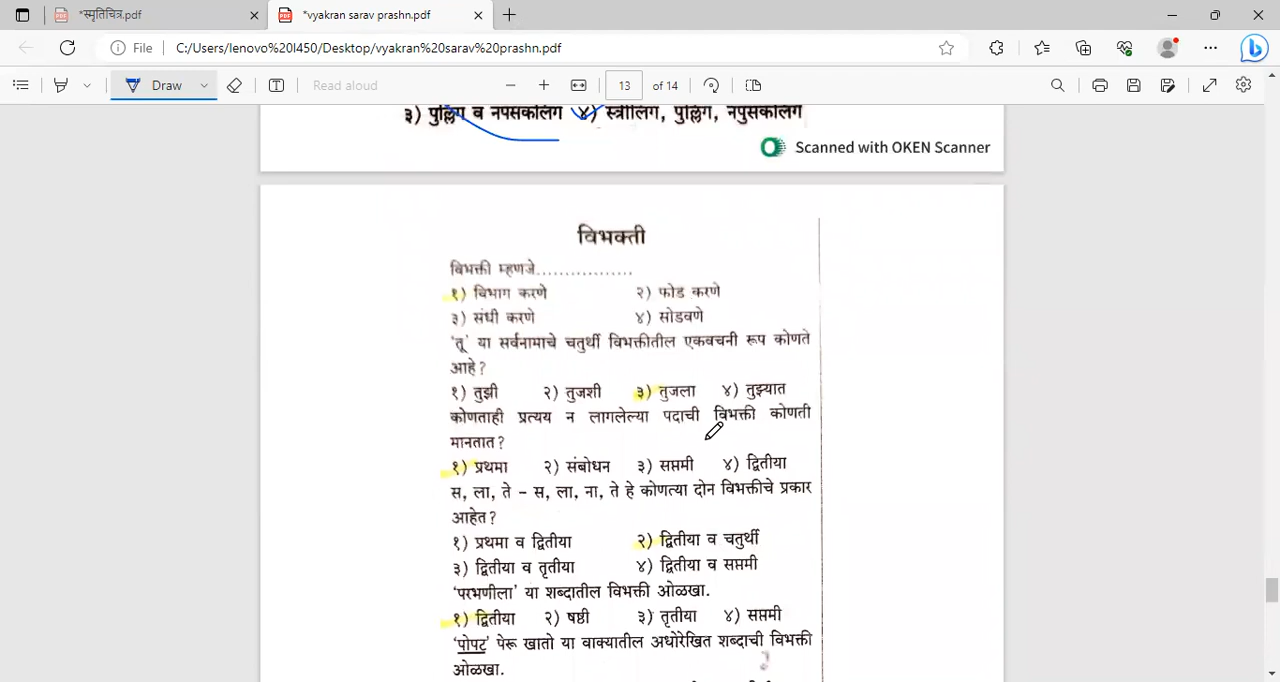 *स्मृतिचित्र.pdf
*vyakran sarav prashn.pdf
File C:/Users/lenovo%20l450/Desktop/vyakran%20sarav%20prashn.pdf
Draw
Read aloud
13 of 14
३) पुल्लिंग व नपुसकलिंग ४) स्त्रीलिंग, पुल्लिंग, नपुसकलिंग
Scanned with OKEN Scanner
विभक्ती
विभक्ती म्हणजे.................
१) विभाग करणे २) फोड करणे
३) संधी करणे ४) सोडवणे
'तू' या सर्वनामाचे चतुर्थी विभक्तीतील एकवचनी रूप कोणते
आहे?
१) तुझी २) तुजशी ३) तुजला ४) तुझ्यात
कोणताही प्रत्यय न लागलेल्या पदाची विभक्ती कोणती
मानतात?
१) प्रथमा २) संबोधन ३) सप्तमी ४) द्वितीया
स, ला, ते - स, ला, ना, ते हे कोणत्या दोन विभक्तीचे प्रकार
आहेत?
१) प्रथमा व द्वितीया २) द्वितीया व चतुर्थी
३) द्वितीया व तृतीया ४) द्वितीया व सप्तमी
'परभणीला' या शब्दातील विभक्ती ओळखा.
१) द्वितीया २) षष्ठी ३) तृतीया ४) सप्तमी
'पोपट' पेरू खातो या वाक्यातील अधोरेखित शब्दाची विभक्ती
ओळखा.